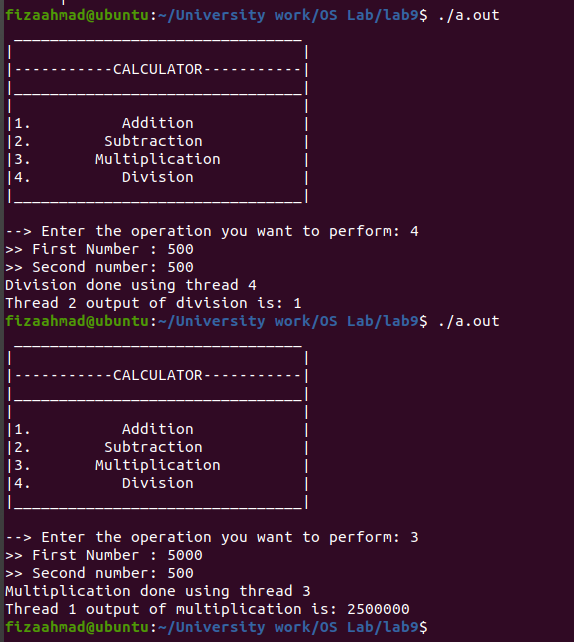 fizaahmad@ubuntu:~/University work/OS Lab/lab9$ ./a.out
 ________________________________
|                                |
|-----------CALCULATOR-----------|
|________________________________|
|                                |
|1.          Addition            |
|2.        Subtraction           |
|3.       Multiplication         |
|4.          Division            |
|________________________________|
--> Enter the operation you want to perform: 4
>> First Number : 500
>> Second number: 500
Division done using thread 4
Thread 2 output of division is: 1
fizaahmad@ubuntu:~/University work/OS Lab/lab9$ ./a.out
 ________________________________
|                                |
|-----------CALCULATOR-----------|
|________________________________|
|                                |
|1.          Addition            |
|2.        Subtraction           |
|3.       Multiplication         |
|4.          Division            |
|________________________________|
--> Enter the operation you want to perform: 3
>> First Number : 5000
>> Second number: 500
Multiplication done using thread 3
Thread 1 output of multiplication is: 2500000
fizaahmad@ubuntu:~/University work/OS Lab/lab9$